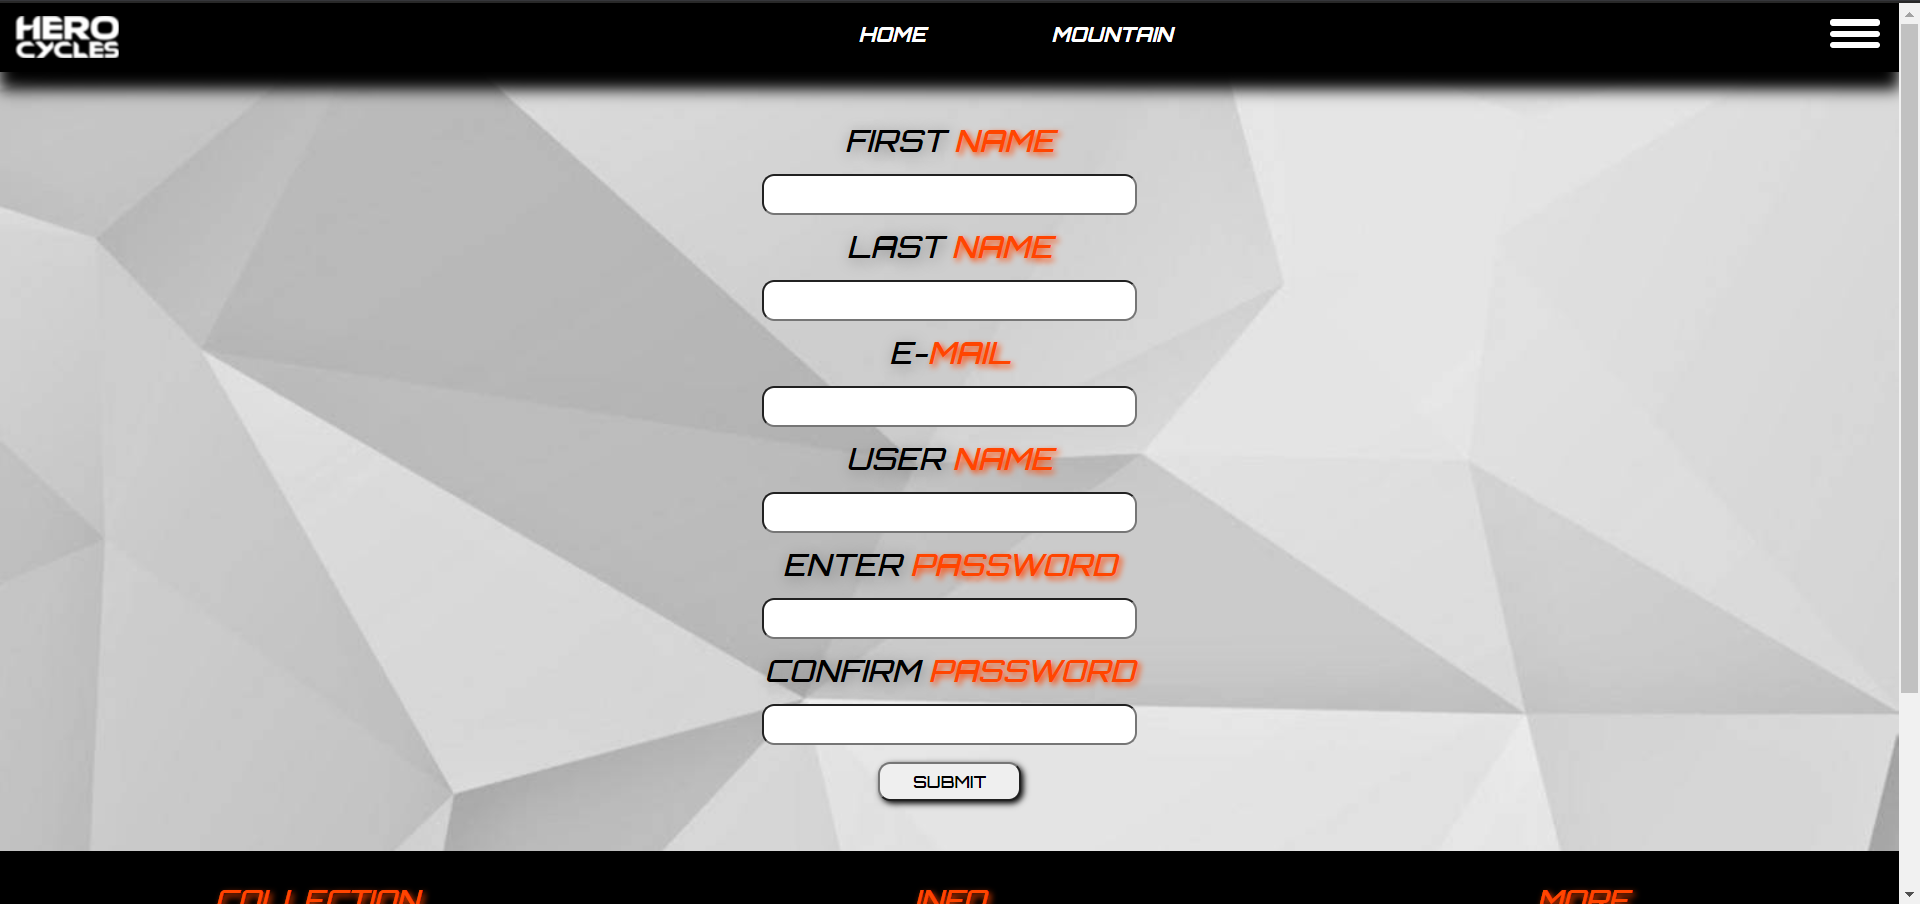 HERO
CYCLES
HOME MOUNTAIN
FIRST NAME
LAST NAME
E-MAIL
USER NAME
ENTER PASSWORD
CONFIRM PASSWORD
SUBMIT
COLLECTION INFO MORE